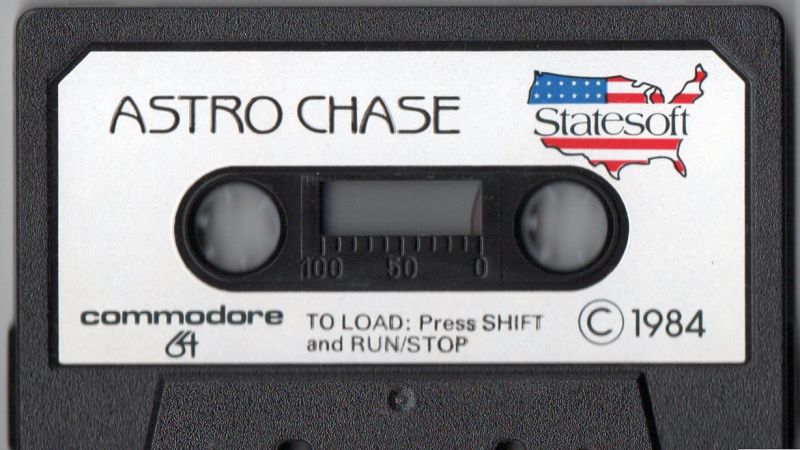 ASTRO CHASE
Statesoft
100 50 0
commodore
64
TO LOAD: Press SHIFT
and RUN/STOP
© 1984